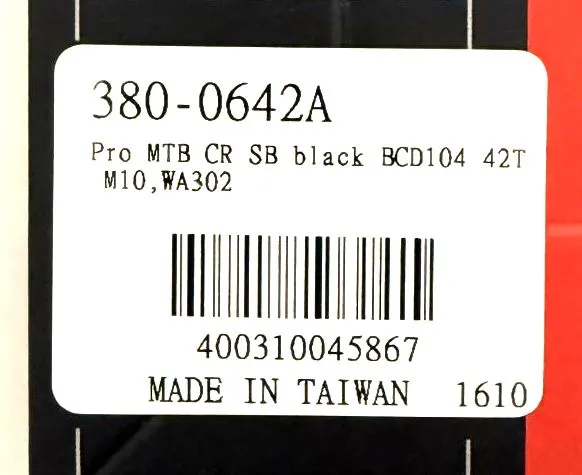 380-0642A
Pro MTB CR SB black BCD104 42T
M10,WA302
400310045867
MADE IN TAIWAN 1610